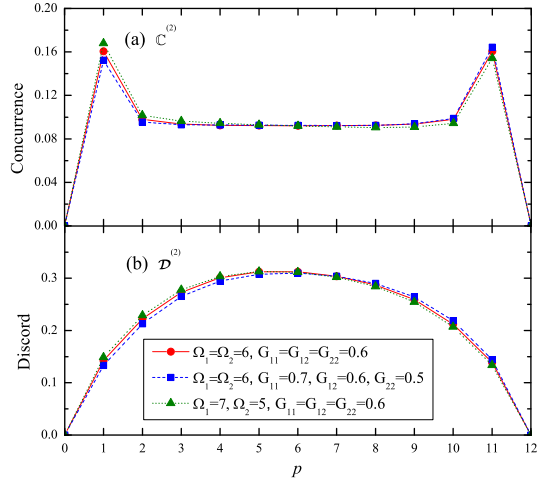 0.20
(a) ℂ⁽²⁾
0.16
0.12
0.08
0.04
0.00
Concurrence
(b) 𝒟⁽²⁾
0.3
0.2
0.1
0.0
Discord
Ω₁=Ω₂=6, G₁₁=G₁₂=G₂₂=0.6
Ω₁=Ω₂=6, G₁₁=0.7, G₁₂=0.6, G₂₂=0.5
Ω₁=7, Ω₂=5, G₁₁=G₁₂=G₂₂=0.6
0 1 2 3 4 5 6 7 8 9 10 11 12
p